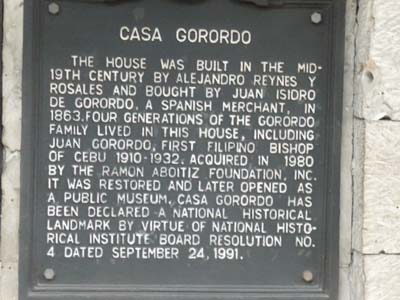 CASA GORORDO
THE HOUSE WAS BUILT IN THE MID-
19TH CENTURY BY ALEJANDRO REYNES Y
ROSALES AND BOUGHT BY JUAN ISIDRO
DE GORORDO, A SPANISH MERCHANT, IN
1863. FOUR GENERATIONS OF THE GORORDO
FAMILY LIVED IN THIS HOUSE, INCLUDING
JUAN GORORDO, FIRST FILIPINO BISHOP
OF CEBU 1910-1932. ACQUIRED IN 1980
BY THE RAMON ABOITIZ FOUNDATION, INC.
IT WAS RESTORED AND LATER OPENED AS
A PUBLIC MUSEUM. CASA GORORDO HAS
BEEN DECLARED A NATIONAL HISTORICAL
LANDMARK BY VIRTUE OF NATIONAL HISTO-
RICAL INSTITUTE BOARD RESOLUTION NO.
4 DATED SEPTEMBER 24, 1991.